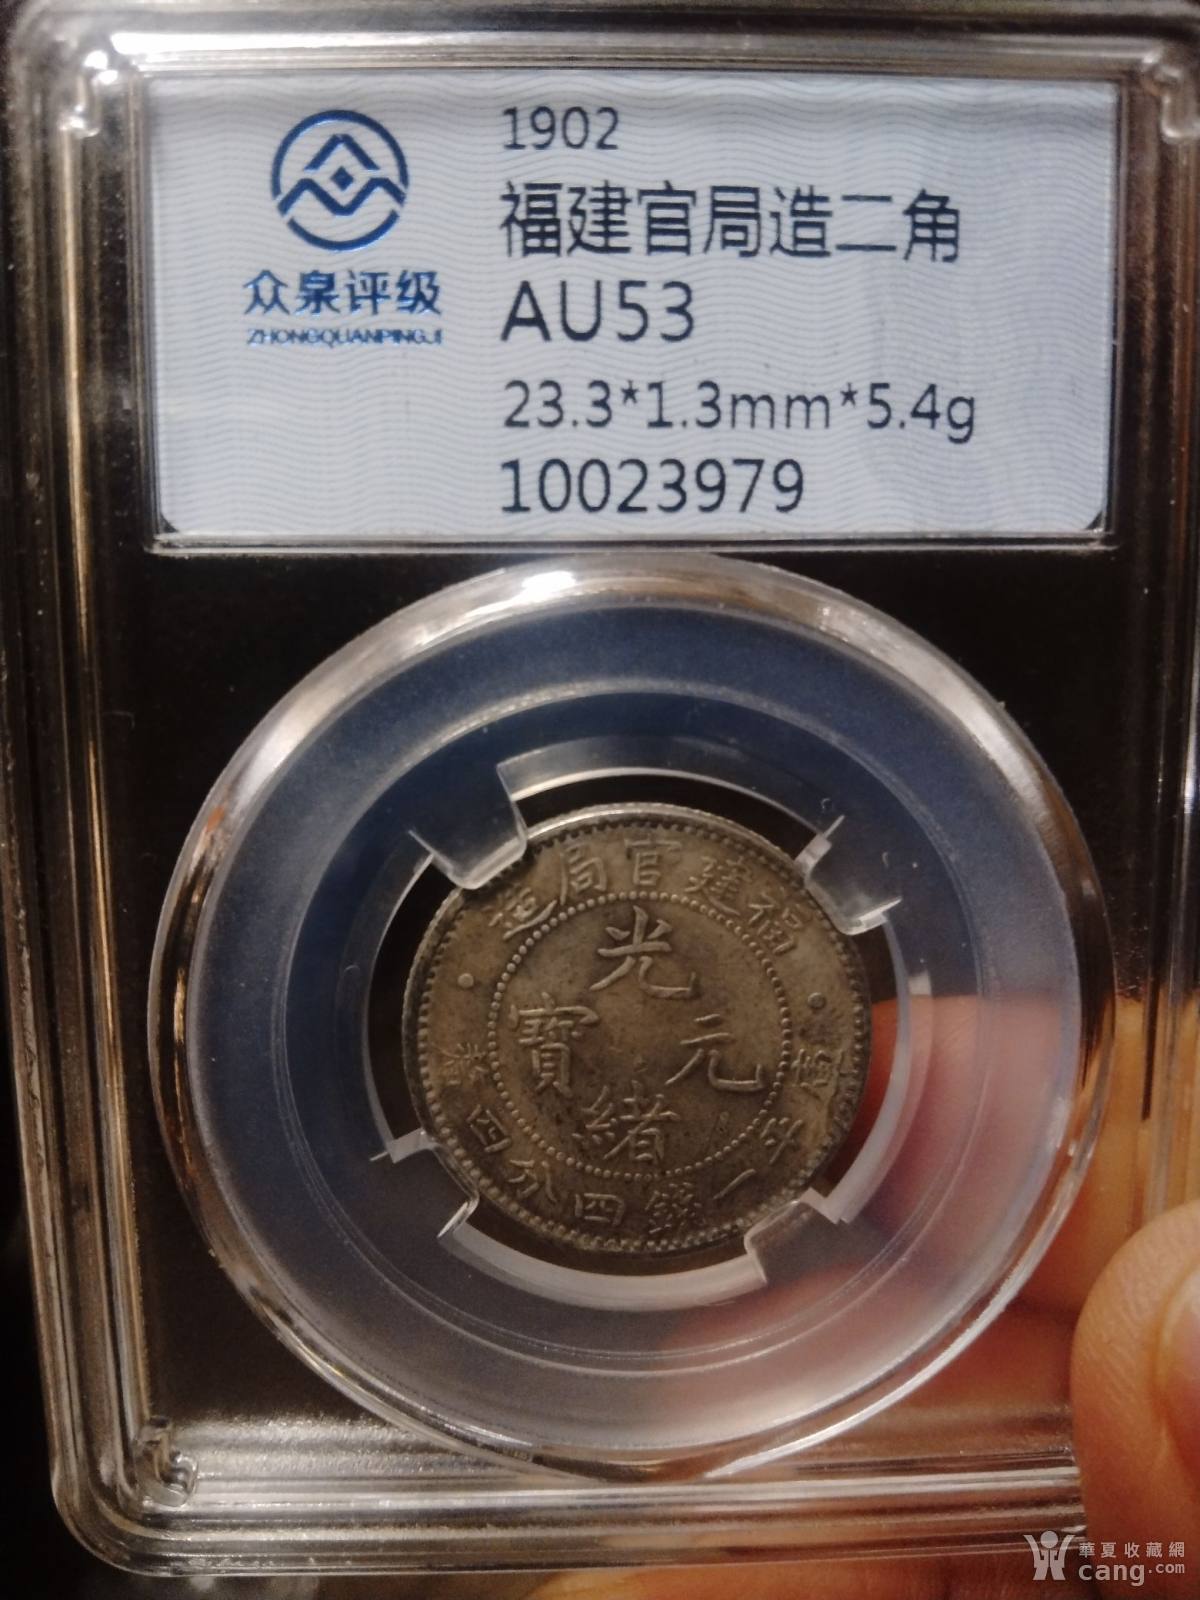 众泉评级
ZHONGQUANPINGJI
1902
福建官局造二角
AU53
23.3*1.3mm*5.4g
10023979
造局官建福
光緒元寶
庫平一錢四分四釐
華夏收藏網
cang.com